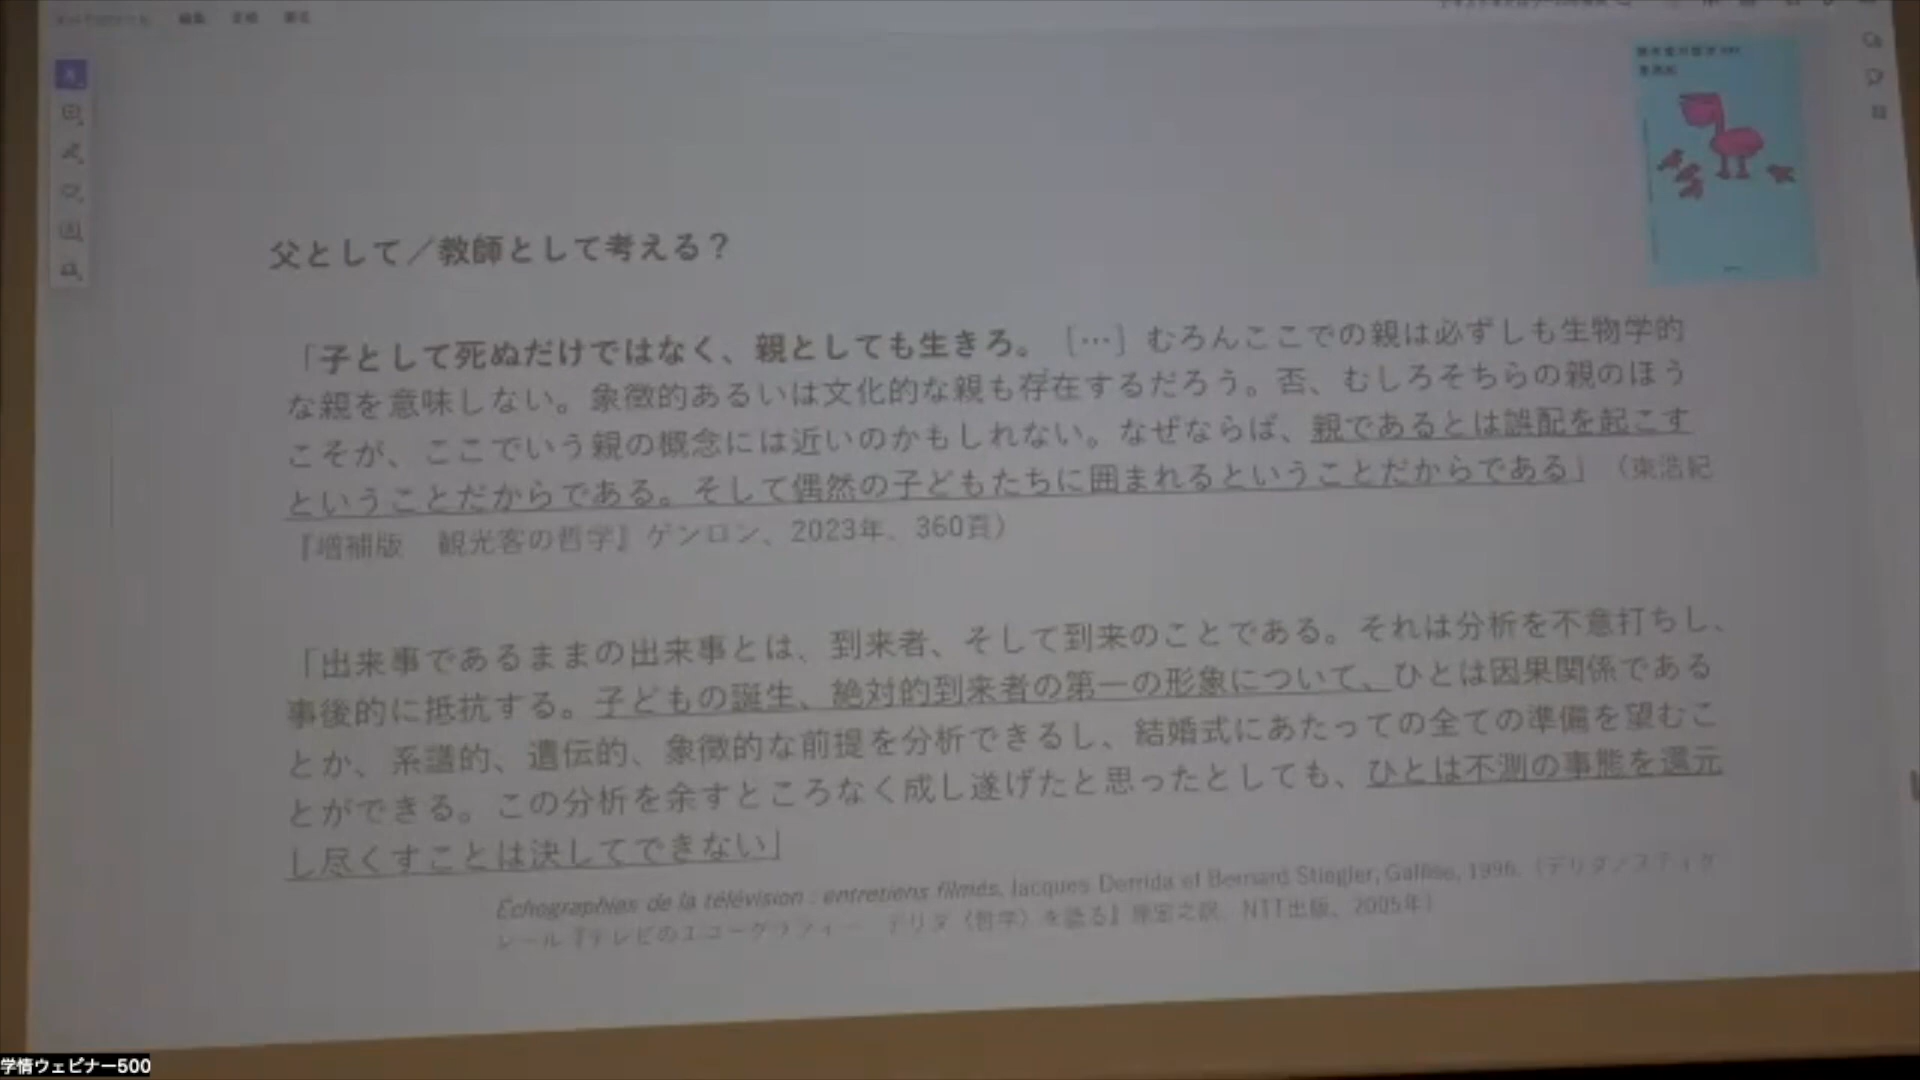 編集
父として／教師として考える？
「子として死ぬだけではなく、親としても生きろ。［…］むろんここでの親は必ずしも生物学的
な親を意味しない。象徴的あるいは文化的な親も存在するだろう。否、むしろそちらの親のほう
こそが、ここでいう親の概念には近いのかもしれない。なぜならば、親であるとは誤配を起こす
ということだからである。そして偶然の子どもたちに囲まれるということだからである」（東浩紀
『増補版　観光客の哲学』ゲンロン、2023年、360頁）
「出来事であるままの出来事とは、到来者、そして到来のことである。それは分析を不意打ちし、
事後的に抵抗する。子どもの誕生、絶対的到来者の第一の形象について、ひとは因果関係である
とか、系譜的、遺伝的、象徴的な前提を分析できるし、結婚式にあたっての全ての準備を望むこ
とができる。この分析を余すところなく成し遂げたと思ったとしても、ひとは不測の事態を還元
し尽くすことは決してできない」
Échographies de la télévision : entretiens filmés, Jacques Derrida et Bernard Stiegler, Galilée, 1996.（デリダ／スティグ
レール『テレビのエコーグラフィー　デリダ〈哲学〉を語る』原宏之訳、NTT出版、2005年）
学情ウェビナー500